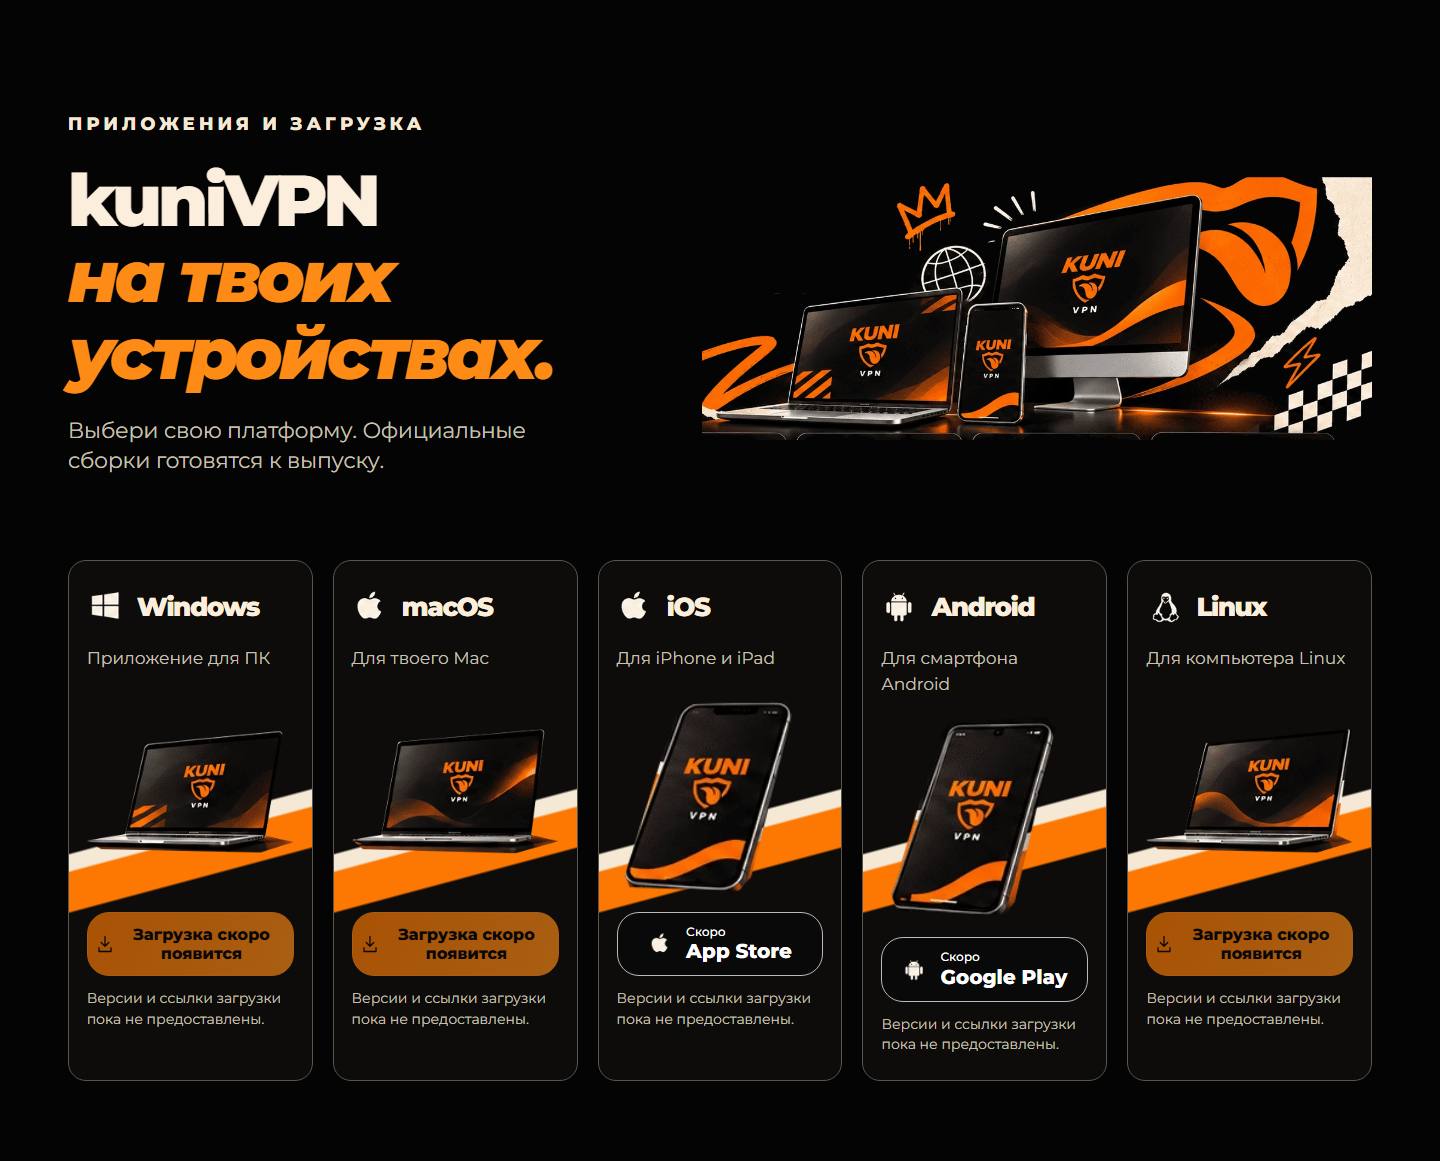 ПРИЛОЖЕНИЯ И ЗАГРУЗКА
kuniVPN
на твоих
устройствах.
Выбери свою платформу. Официальные
сборки готовятся к выпуску.
KUNI
VPN
KUNI
VPN
KUNI
VPN
Windows
Приложение для ПК
KUNI
VPN
Загрузка скоро
появится
Версии и ссылки загрузки
пока не предоставлены.
macOS
Для твоего Mac
KUNI
VPN
Загрузка скоро
появится
Версии и ссылки загрузки
пока не предоставлены.
iOS
Для iPhone и iPad
KUNI
VPN
Скоро
App Store
Версии и ссылки загрузки
пока не предоставлены.
Android
Для смартфона
Android
KUNI
VPN
Скоро
Google Play
Версии и ссылки загрузки
пока не предоставлены.
Linux
Для компьютера Linux
KUNI
VPN
Загрузка скоро
появится
Версии и ссылки загрузки
пока не предоставлены.